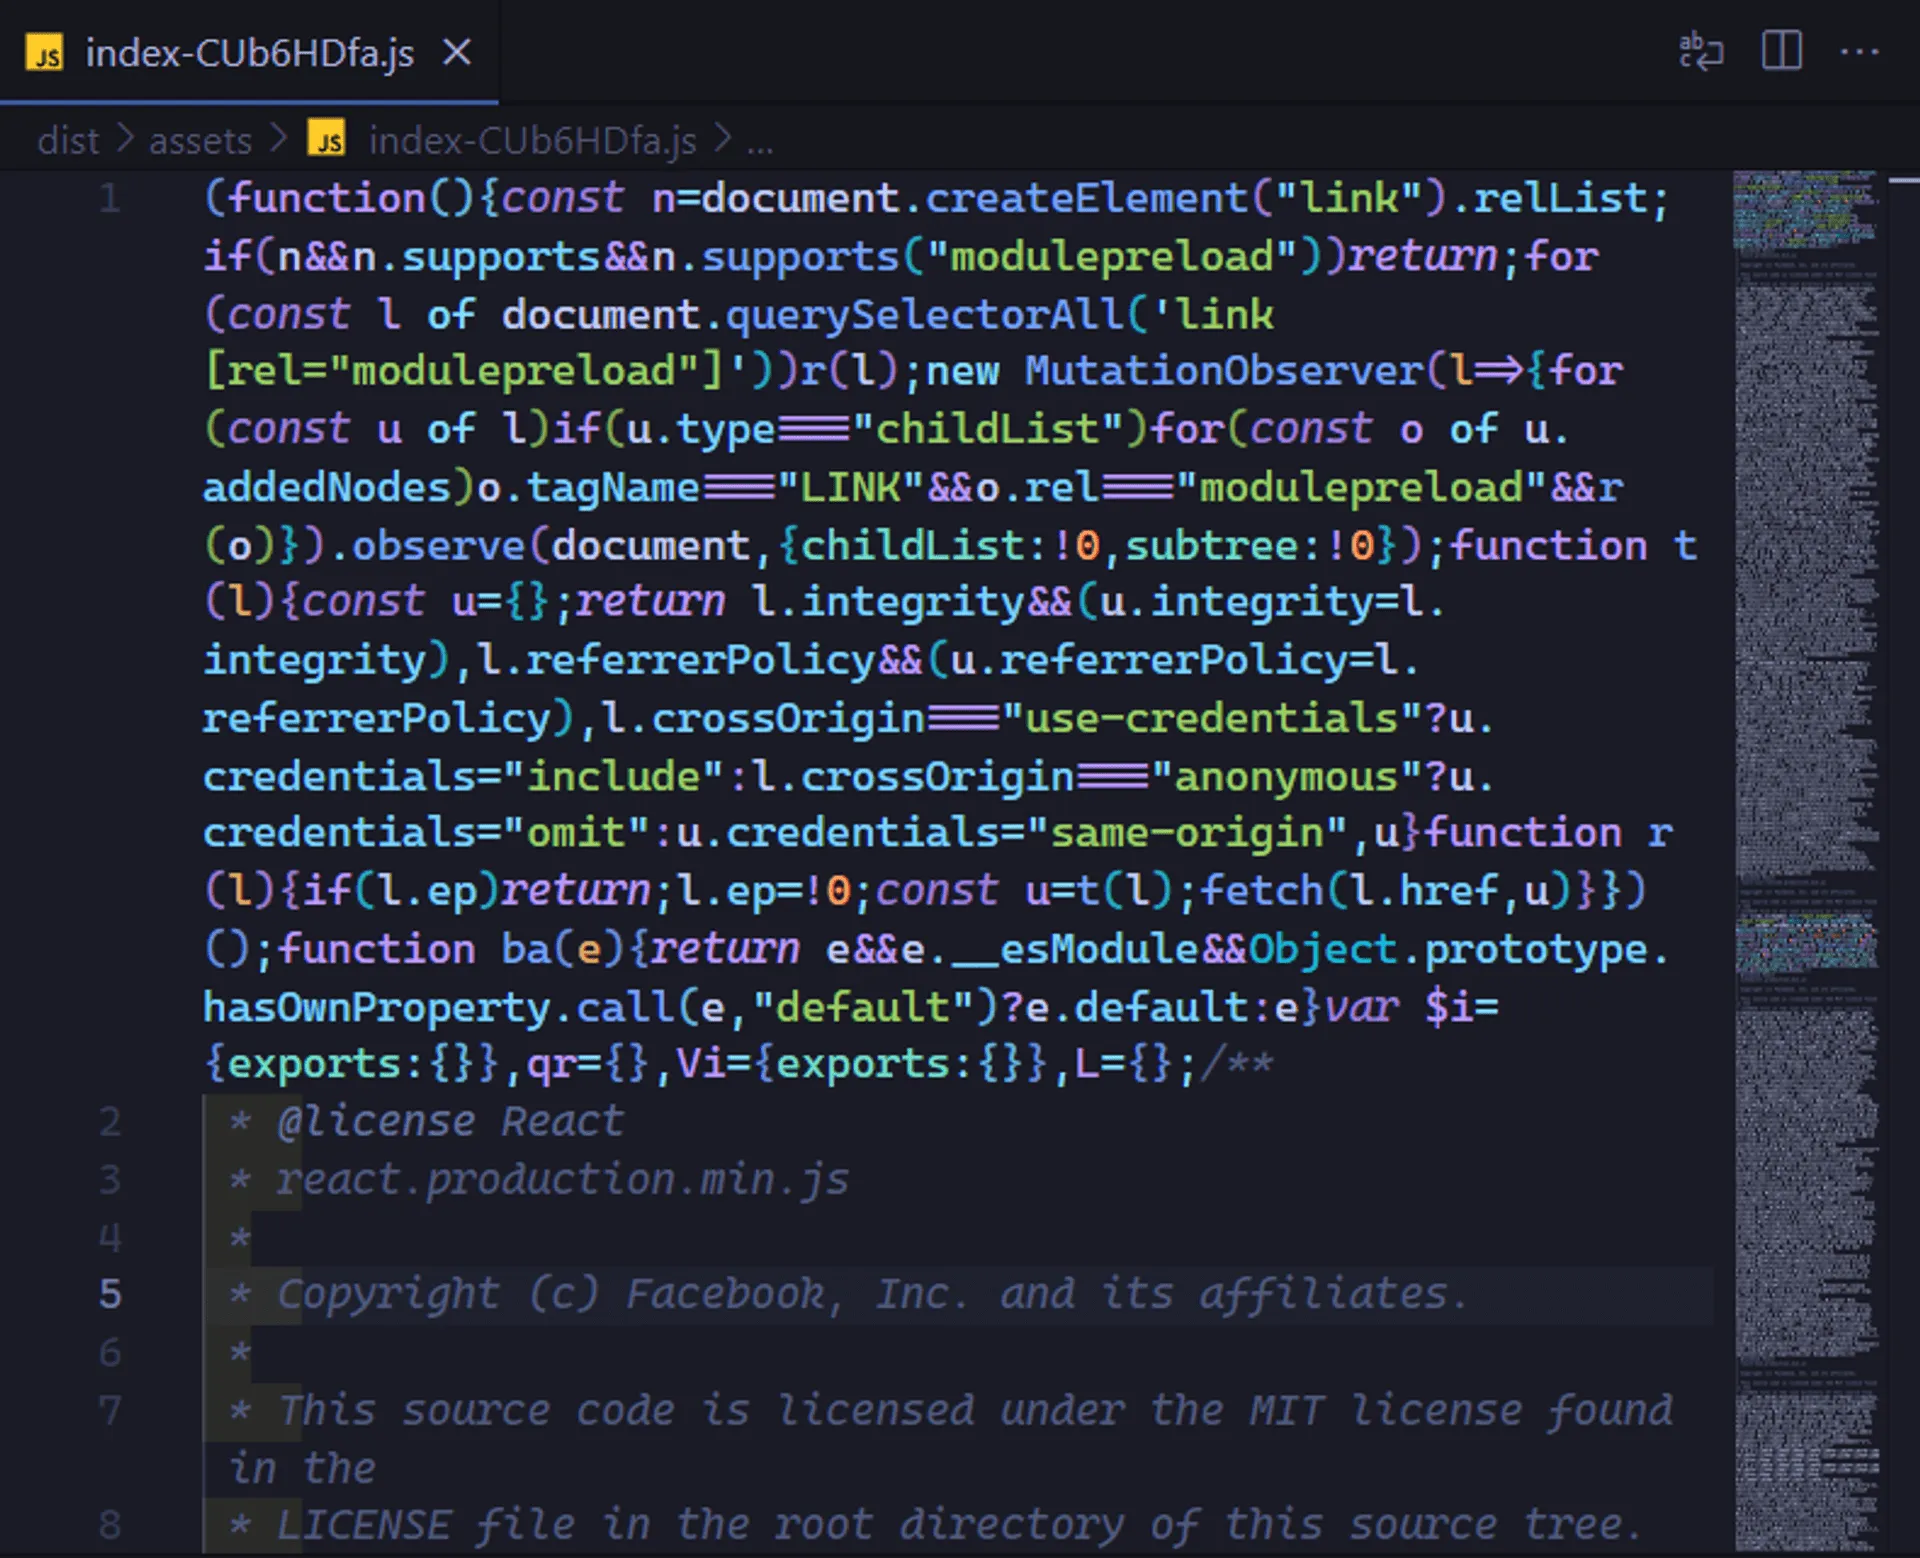 JS index-CUb6HDfa.js
dist > assets > JS index-CUb6HDfa.js > ...
1 (function(){const n=document.createElement("link").relList;
if(n&&n.supports&&n.supports("modulepreload"))return;for
(const l of document.querySelectorAll('link
[rel="modulepreload"]'))r(l);new MutationObserver(l=>{for
(const u of l)if(u.type==="childList")for(const o of u.
addedNodes)o.tagName==="LINK"&&o.rel==="modulepreload"&&r
(o)}).observe(document,{childList:!0,subtree:!0});function t
(l){const u={};return l.integrity&&(u.integrity=l.
integrity),l.referrerPolicy&&(u.referrerPolicy=l.
referrerPolicy),l.crossOrigin==="use-credentials"?u.
credentials="include":l.crossOrigin==="anonymous"?u.
credentials="omit":u.credentials="same-origin",u}function r
(l){if(l.ep)return;l.ep=!0;const u=t(l);fetch(l.href,u)}})
();function ba(e){return e&&e.__esModule&&Object.prototype.
hasOwnProperty.call(e,"default")?e.default:e}var $i=
{exports:{}},qr={},Vi={exports:{}},L={};/**
2 * @license React
3 * react.production.min.js
4 *
5 * Copyright (c) Facebook, Inc. and its affiliates.
6 *
7 * This source code is licensed under the MIT license found
in the
8 * LICENSE file in the root directory of this source tree.